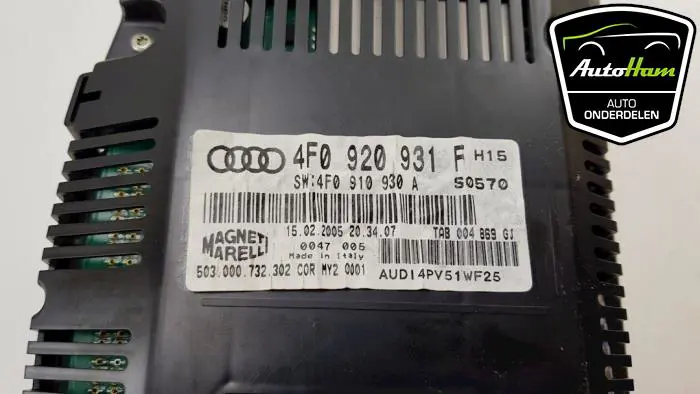 AutoHam
AUTO
ONDERDELEN
4F0 920 931 F H15
SW:4F0 910 930 A S0570
15.02.2005 20.34.07 TAB 004 869 GJ
MAGNETI
MARELLI
0047 005
Made in Italy
503.000.732.302 COR MY2 0001 AUDI4PV51WF25